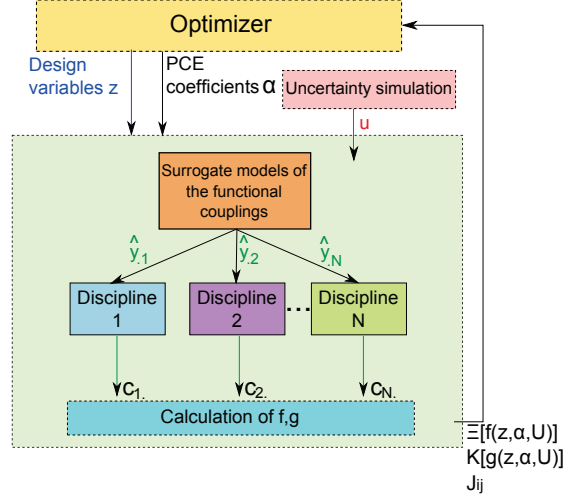 Optimizer
Design
variables z
PCE
coefficients α
Uncertainty simulation
u
Surrogate models of
the functional
couplings
ŷ.1
ŷ.2
ŷ.N
Discipline
1
Discipline
2
...
Discipline
N
c1.
c2.
cN.
Calculation of f,g
Ξ[f(z,α,U)]
K[g(z,α,U)]
Jij